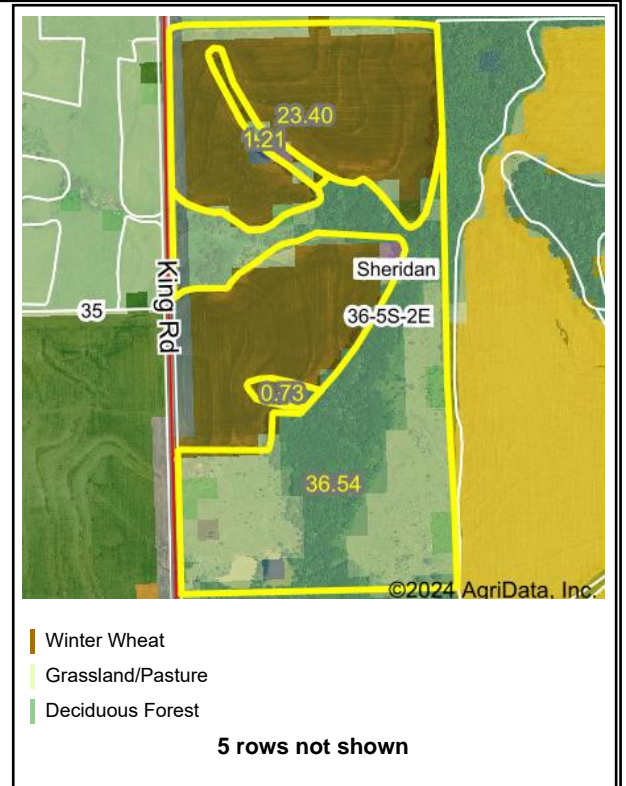 23.40
1.21
Sheridan
King Rd
35
36-5S-2E
0.73
36.54
©2024 AgriData, Inc.
Winter Wheat
Grassland/Pasture
Deciduous Forest
5 rows not shown